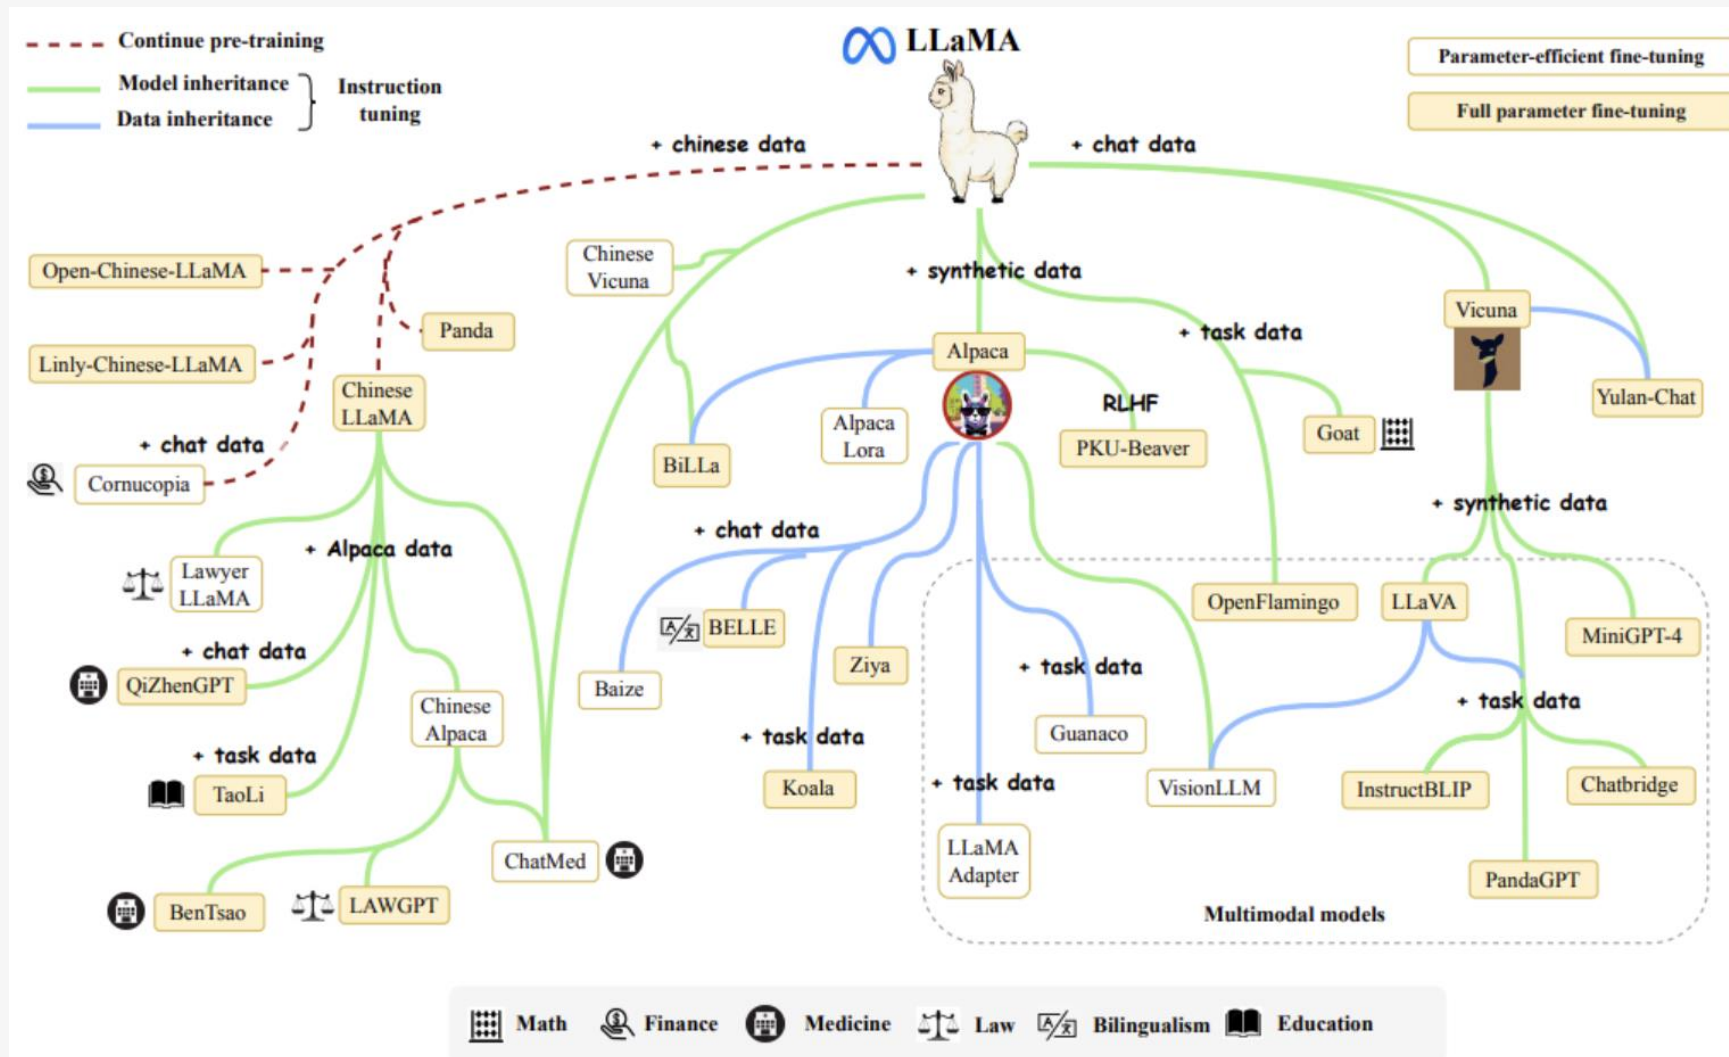 Continue pre-training
Model inheritance
Data inheritance
Instruction
tuning
LLaMA
Parameter-efficient fine-tuning
Full parameter fine-tuning
+ chinese data
+ chat data
Open-Chinese-LLaMA
Linly-Chinese-LLaMA
Panda
Chinese
LLaMA
+ chat data
Cornucopia
Chinese
Vicuna
+ synthetic data
+ task data
Vicuna
Yulan-Chat
Alpaca
Alpaca
Lora
BiLLa
RLHF
PKU-Beaver
Goat
+ synthetic data
+ chat data
+ Alpaca data
Lawyer
LLaMA
+ chat data
QiZhenGPT
Chinese
Alpaca
+ task data
TaoLi
BenTsao
LAWGPT
ChatMed
Baize
BELLE
Ziya
+ task data
Koala
+ task data
Guanaco
+ task data
LLaMA
Adapter
VisionLLM
OpenFlamingo
LLaVA
MiniGPT-4
+ task data
InstructBLIP
Chatbridge
PandaGPT
Multimodal models
Math
Finance
Medicine
Law
Bilingualism
Education